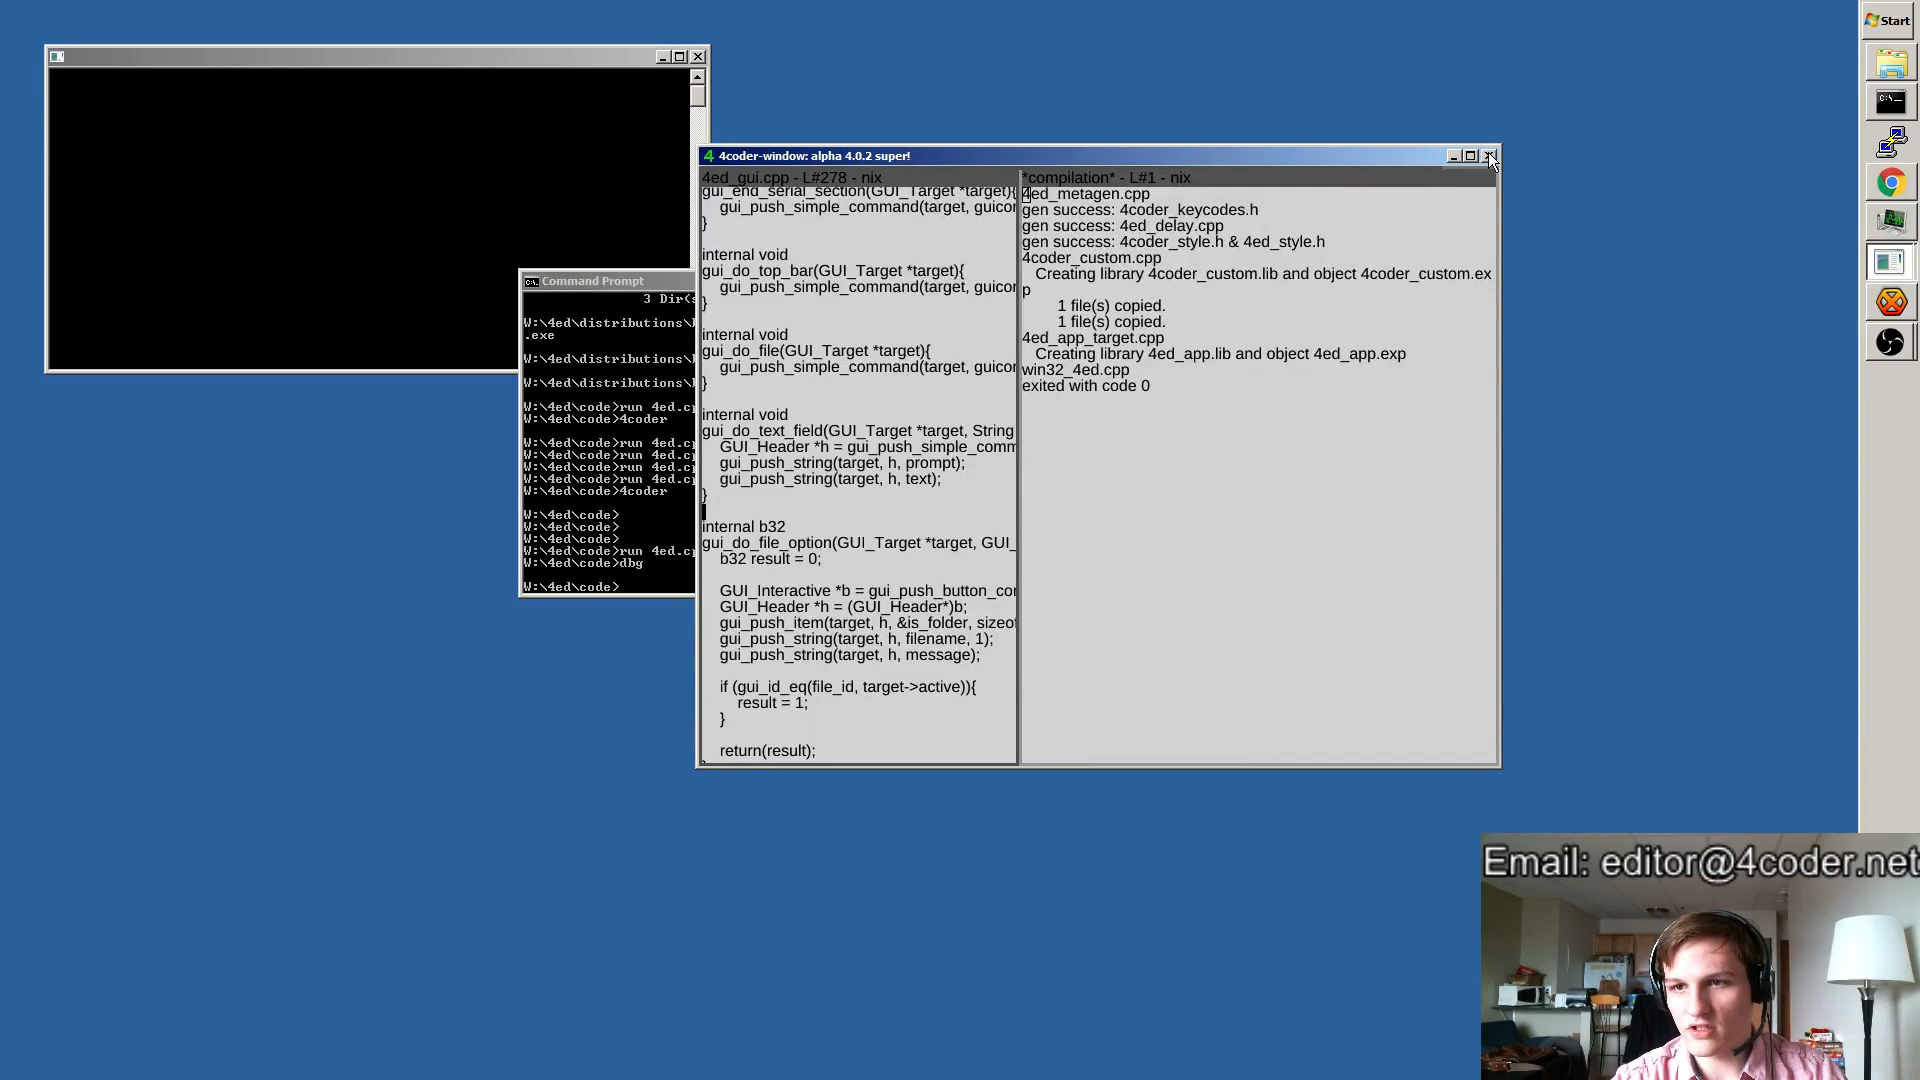 Start
4coder-window: alpha 4.0.2 super!
4ed_gui.cpp - L#278 - nix
gui_end_serial_section(GUI_Target *target){
    gui_push_simple_command(target, guicor
}
internal void
gui_do_top_bar(GUI_Target *target){
    gui_push_simple_command(target, guicor
}
internal void
gui_do_file(GUI_Target *target){
    gui_push_simple_command(target, guicor
}
internal void
gui_do_text_field(GUI_Target *target, String
    GUI_Header *h = gui_push_simple_comm
    gui_push_string(target, h, prompt);
    gui_push_string(target, h, text);
}
internal b32
gui_do_file_option(GUI_Target *target, GUI_
    b32 result = 0;
    GUI_Interactive *b = gui_push_button_cor
    GUI_Header *h = (GUI_Header*)b;
    gui_push_item(target, h, &is_folder, sizeof
    gui_push_string(target, h, filename, 1);
    gui_push_string(target, h, message);
    if (gui_id_eq(file_id, target->active)){
        result = 1;
    }
    return(result);
*compilation* - L#1 - nix
4ed_metagen.cpp
gen success: 4coder_keycodes.h
gen success: 4ed_delay.cpp
gen success: 4coder_style.h & 4ed_style.h
4coder_custom.cpp
   Creating library 4coder_custom.lib and object 4coder_custom.ex
p
        1 file(s) copied.
        1 file(s) copied.
4ed_app_target.cpp
   Creating library 4ed_app.lib and object 4ed_app.exp
win32_4ed.cpp
exited with code 0
Command Prompt
3 Dir(s
W:\4ed\distributions\
.exe
W:\4ed\distributions\
W:\4ed\distributions\
W:\4ed\code>run 4ed.cp
W:\4ed\code>4coder
W:\4ed\code>run 4ed.cp
W:\4ed\code>run 4ed.cp
W:\4ed\code>run 4ed.cp
W:\4ed\code>run 4ed.cp
W:\4ed\code>4coder
W:\4ed\code>
W:\4ed\code>
W:\4ed\code>
W:\4ed\code>run 4ed.cp
W:\4ed\code>dbg
W:\4ed\code>
Email: editor@4coder.net